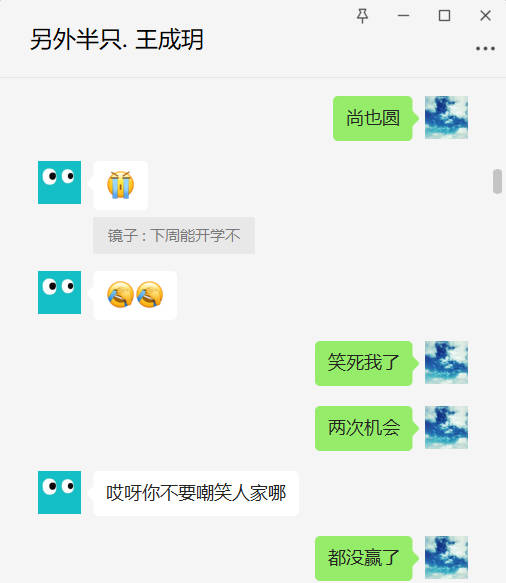 另外半只. 王成玥
尚也圆
镜子 : 下周能开学不
笑死我了
两次机会
哎呀你不要嘲笑人家哪
都没赢了